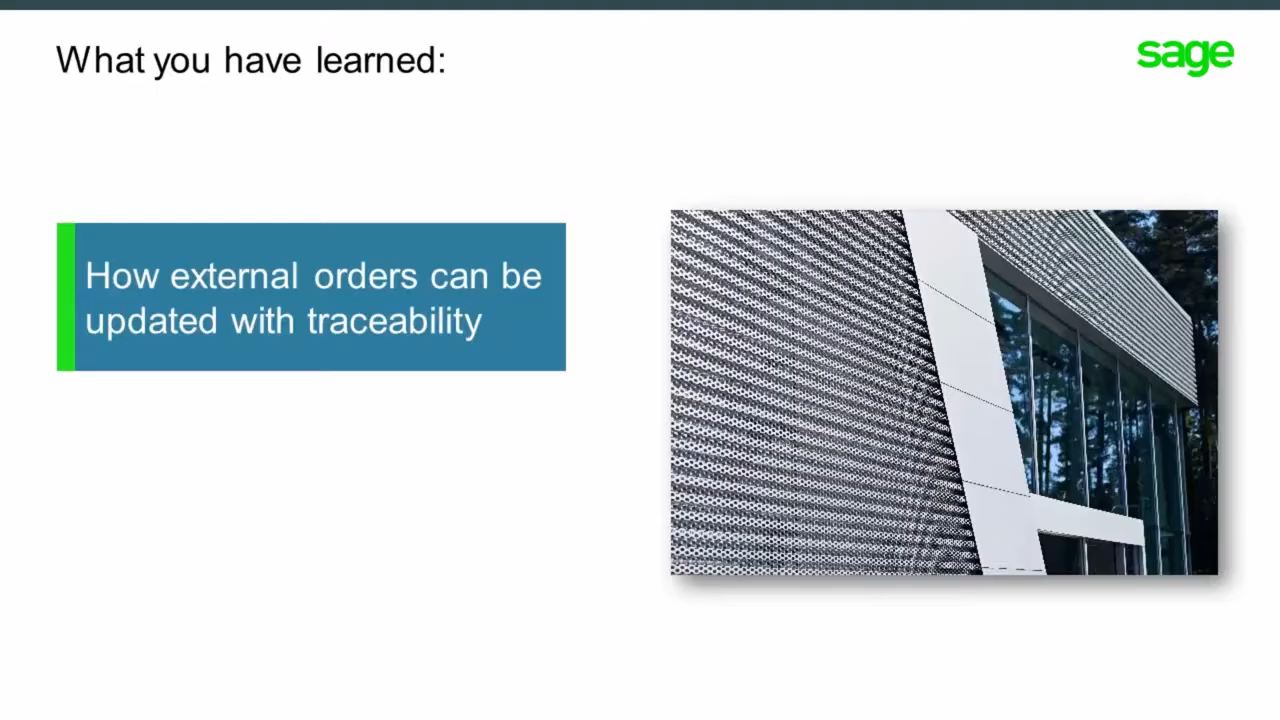 What you have learned:
sage
How external orders can be
updated with traceability